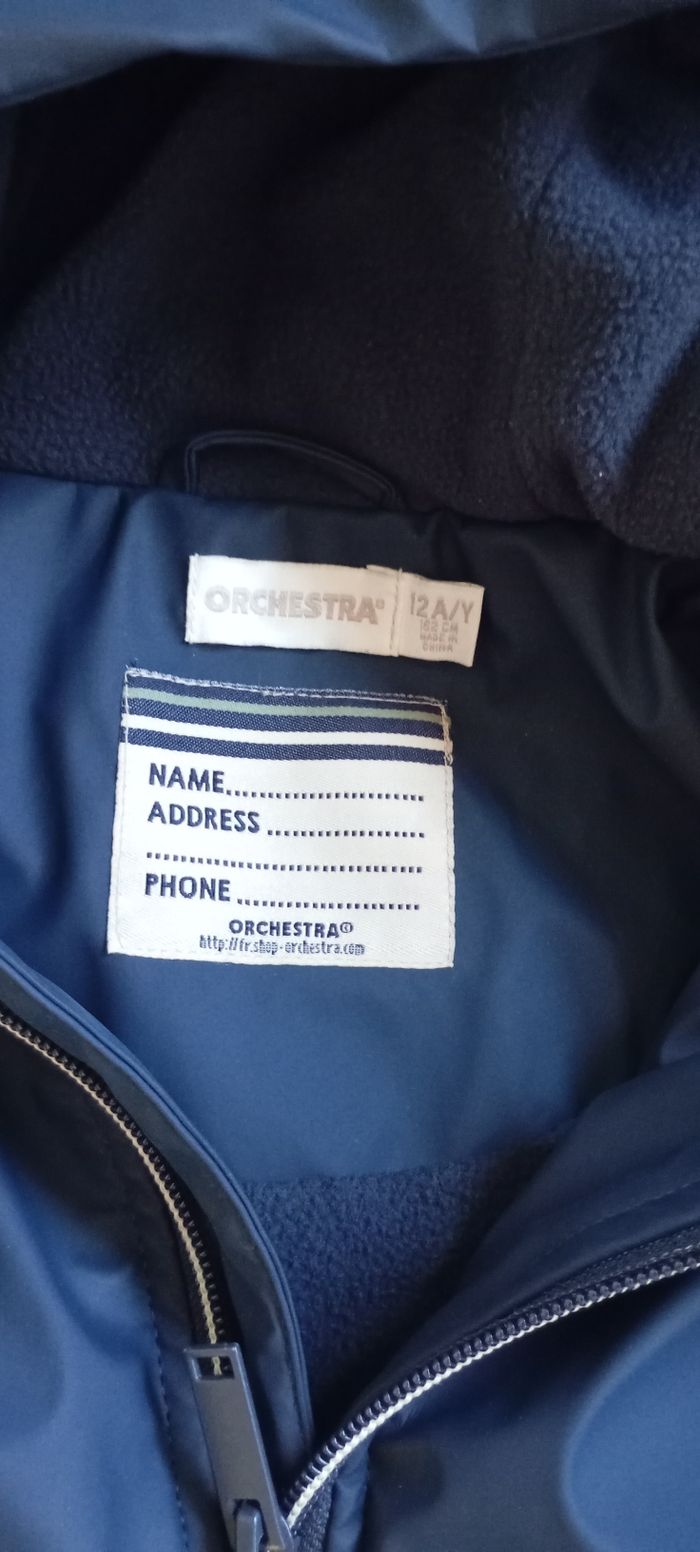 ORCHESTRA®
12 A/Y
152 CM
MADE IN
CHINA
NAME........................
ADDRESS ....................
..................................
PHONE .......................
ORCHESTRA©
http://fr.shop-orchestra.com